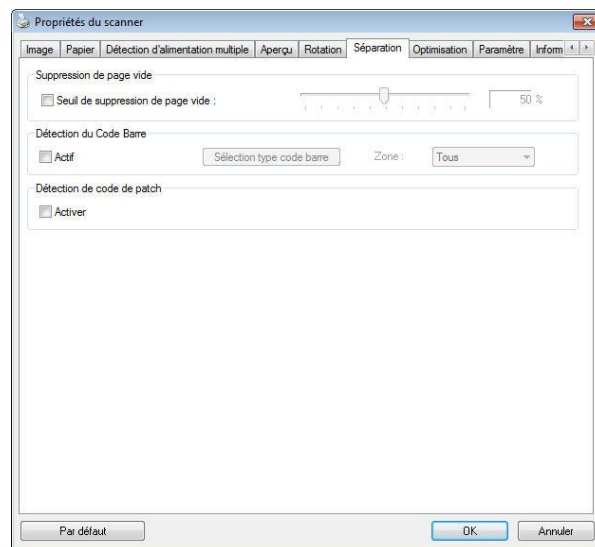 Propriétés du scanner
Image Papier Détection d'alimentation multiple Aperçu Rotation Séparation Optimisation Paramètre Inform
Suppression de page vide
Seuil de suppression de page vide : 50 %
Détection du Code Barre
Actif Sélection type code barre Zone : Tous
Détection de code de patch
Activer
Par défaut OK Annuler